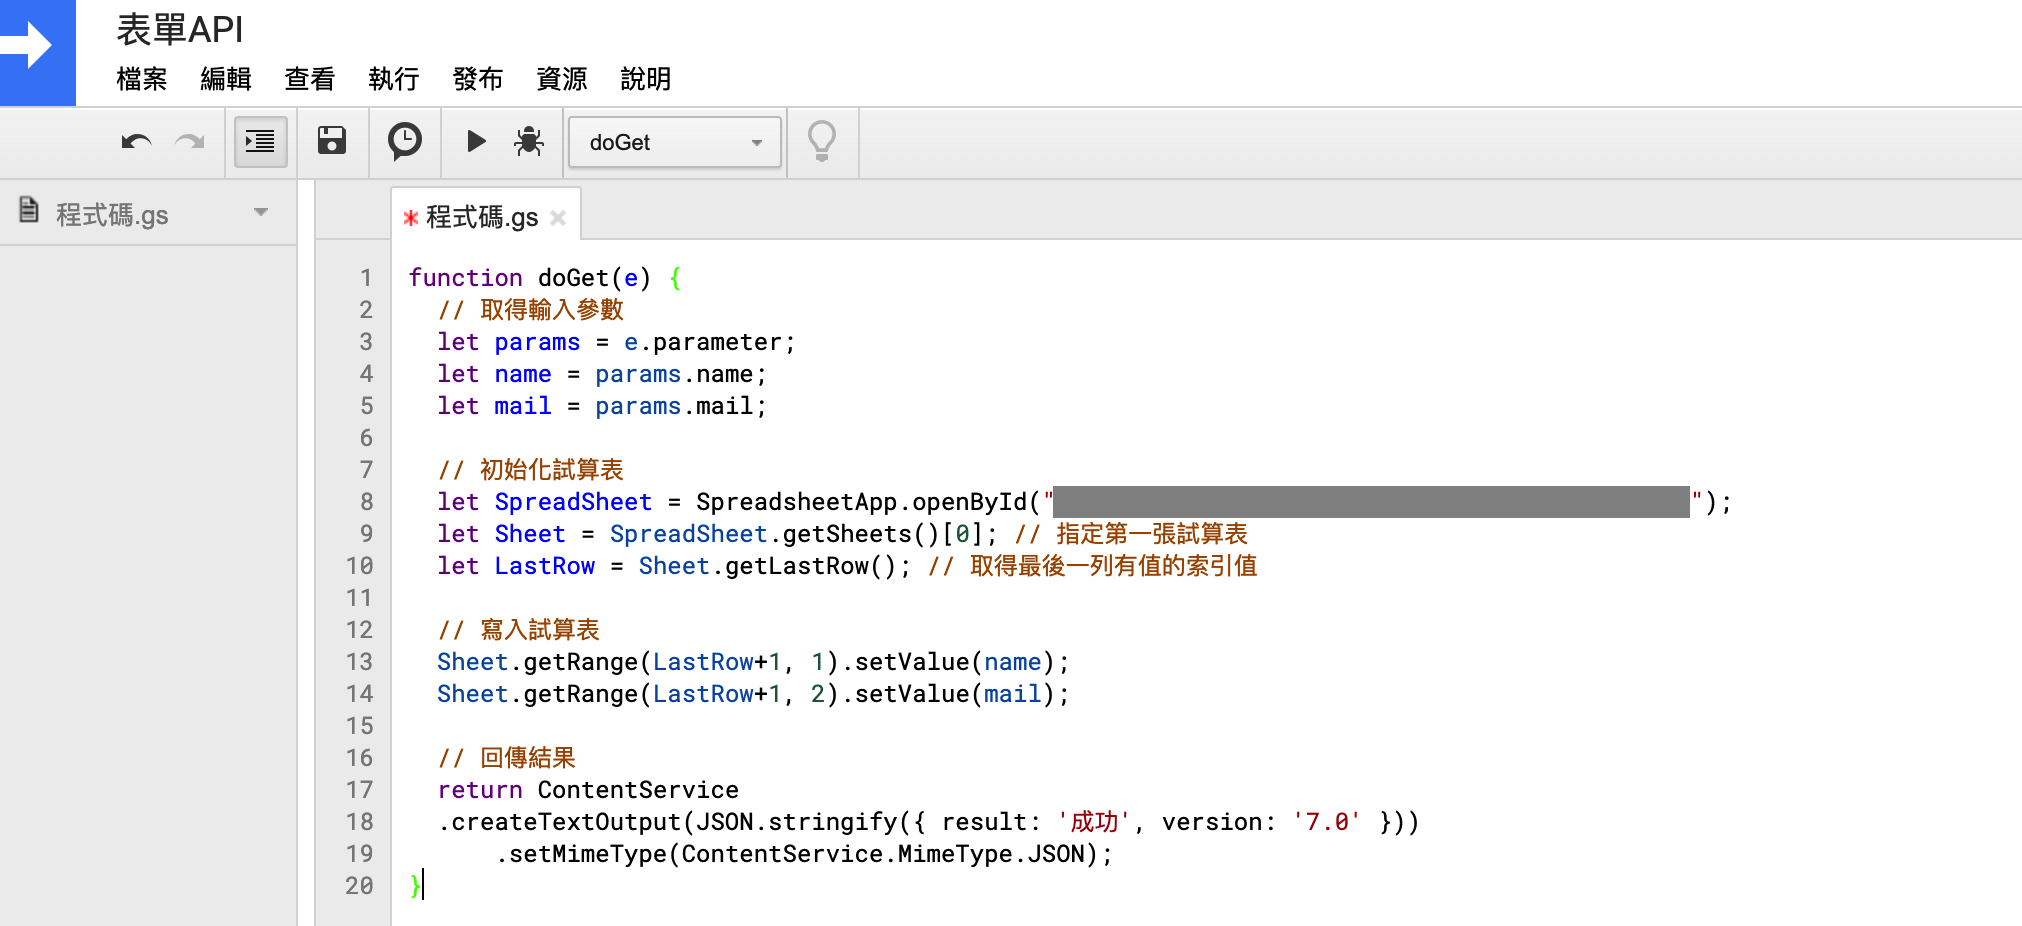 表單API
檔案 編輯 查看 執行 發布 資源 說明
doGet
程式碼.gs
* 程式碼.gs ×
1 function doGet(e) {
2 // 取得輸入參數
3 let params = e.parameter;
4 let name = params.name;
5 let mail = params.mail;
6
7 // 初始化試算表
8 let SpreadSheet = SpreadsheetApp.openById("");
9 let Sheet = SpreadSheet.getSheets()[0]; // 指定第一張試算表
10 let LastRow = Sheet.getLastRow(); // 取得最後一列有值的索引值
11
12 // 寫入試算表
13 Sheet.getRange(LastRow+1, 1).setValue(name);
14 Sheet.getRange(LastRow+1, 2).setValue(mail);
15
16 // 回傳結果
17 return ContentService
18 .createTextOutput(JSON.stringify({ result: '成功', version: '7.0' }))
19 .setMimeType(ContentService.MimeType.JSON);
20 }